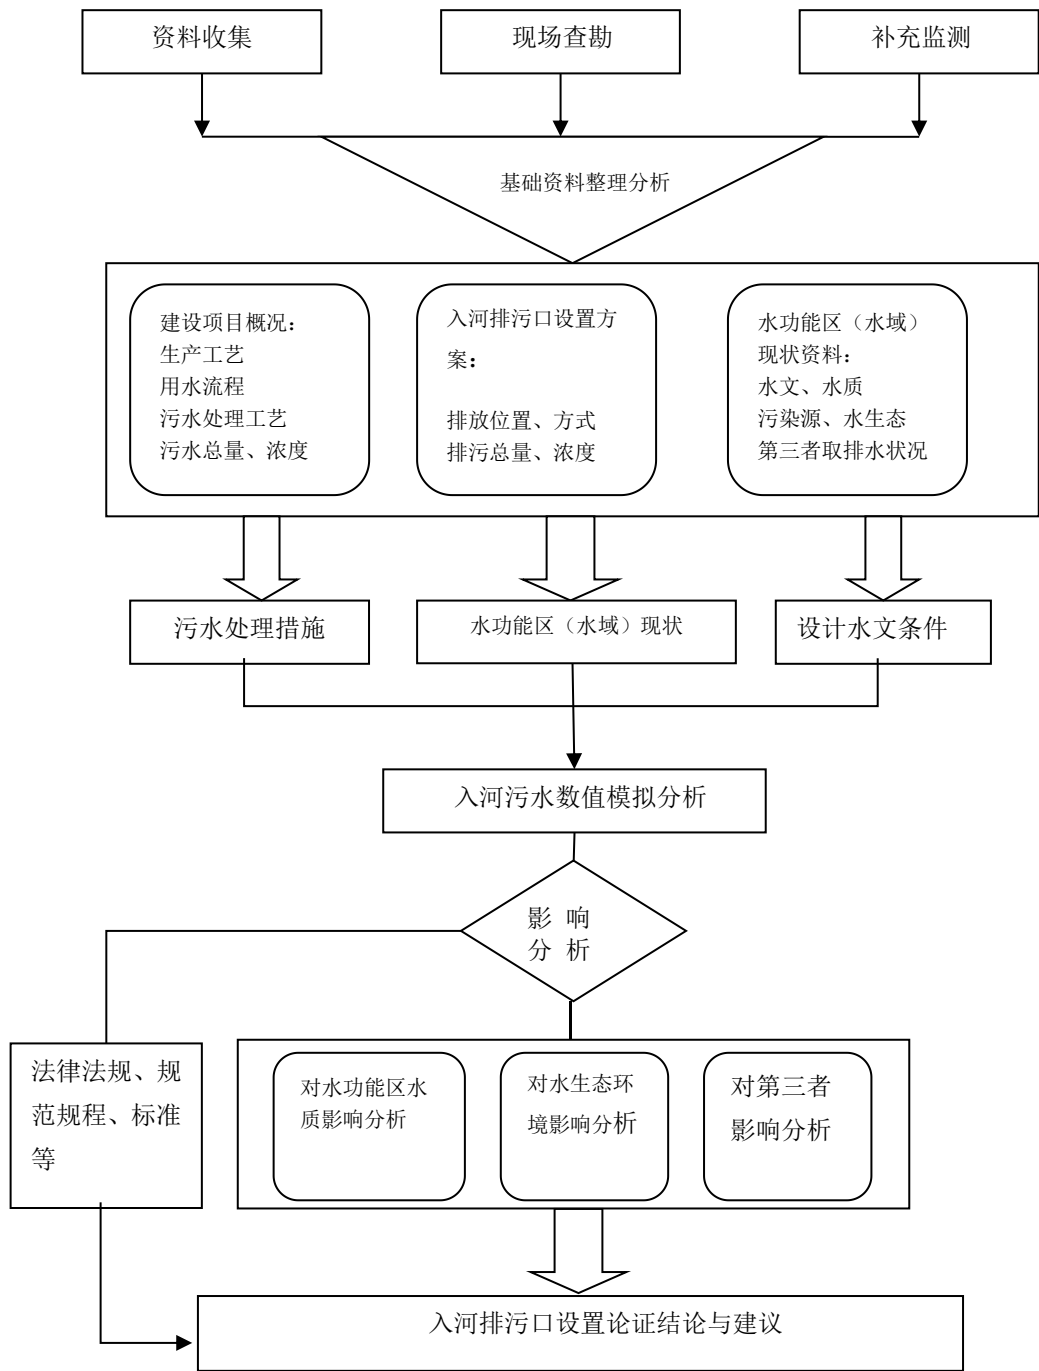 资料收集
现场查勘
补充监测
基础资料整理分析
建设项目概况：
生产工艺
用水流程
污水处理工艺
污水总量、浓度
入河排污口设置方
案：
排放位置、方式
排污总量、浓度
水功能区（水域）
现状资料：
水文、水质
污染源、水生态
第三者取排水状况
污水处理措施
水功能区（水域）现状
设计水文条件
入河污水数值模拟分析
影 响
分 析
法律法规、规
范规程、标准
等
对水功能区水
质影响分析
对水生态环
境影响分析
对第三者
影响分析
入河排污口设置论证结论与建议